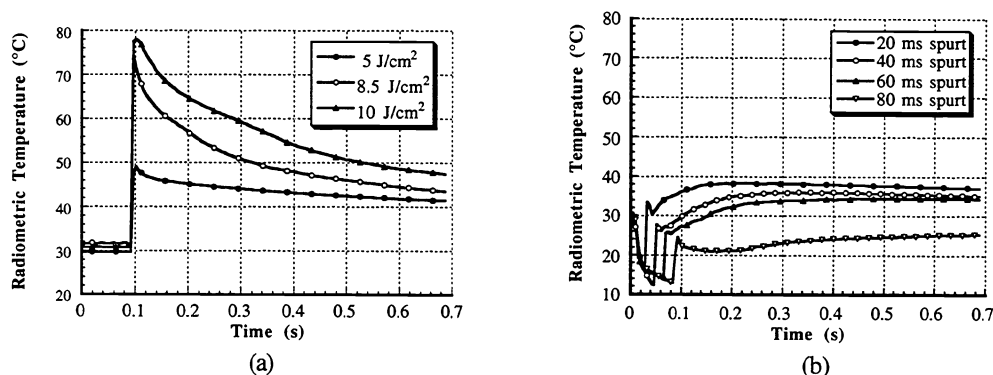 Radiometric Temperature (°C)
80
70
60
50
40
30
20
5 J/cm²
8.5 J/cm²
10 J/cm²
0 0.1 0.2 0.3 0.4 0.5 0.6 0.7
Time (s)
(a)
Radiometric Temperature (°C)
80
70
60
50
40
30
20
10
20 ms spurt
40 ms spurt
60 ms spurt
80 ms spurt
0 0.1 0.2 0.3 0.4 0.5 0.6 0.7
Time (s)
(b)